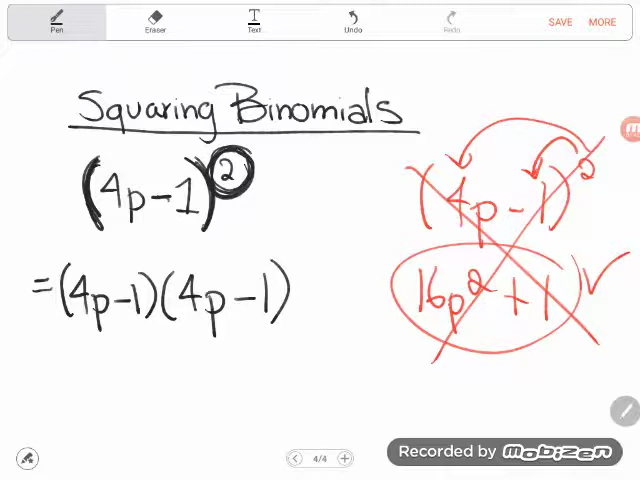 Pen Eraser Text Undo Redo SAVE MORE
Squaring Binomials
(4p-1)²
=(4p-1)(4p-1)
(4p-1)²
16p²+1
4/4
Recorded by mobizen